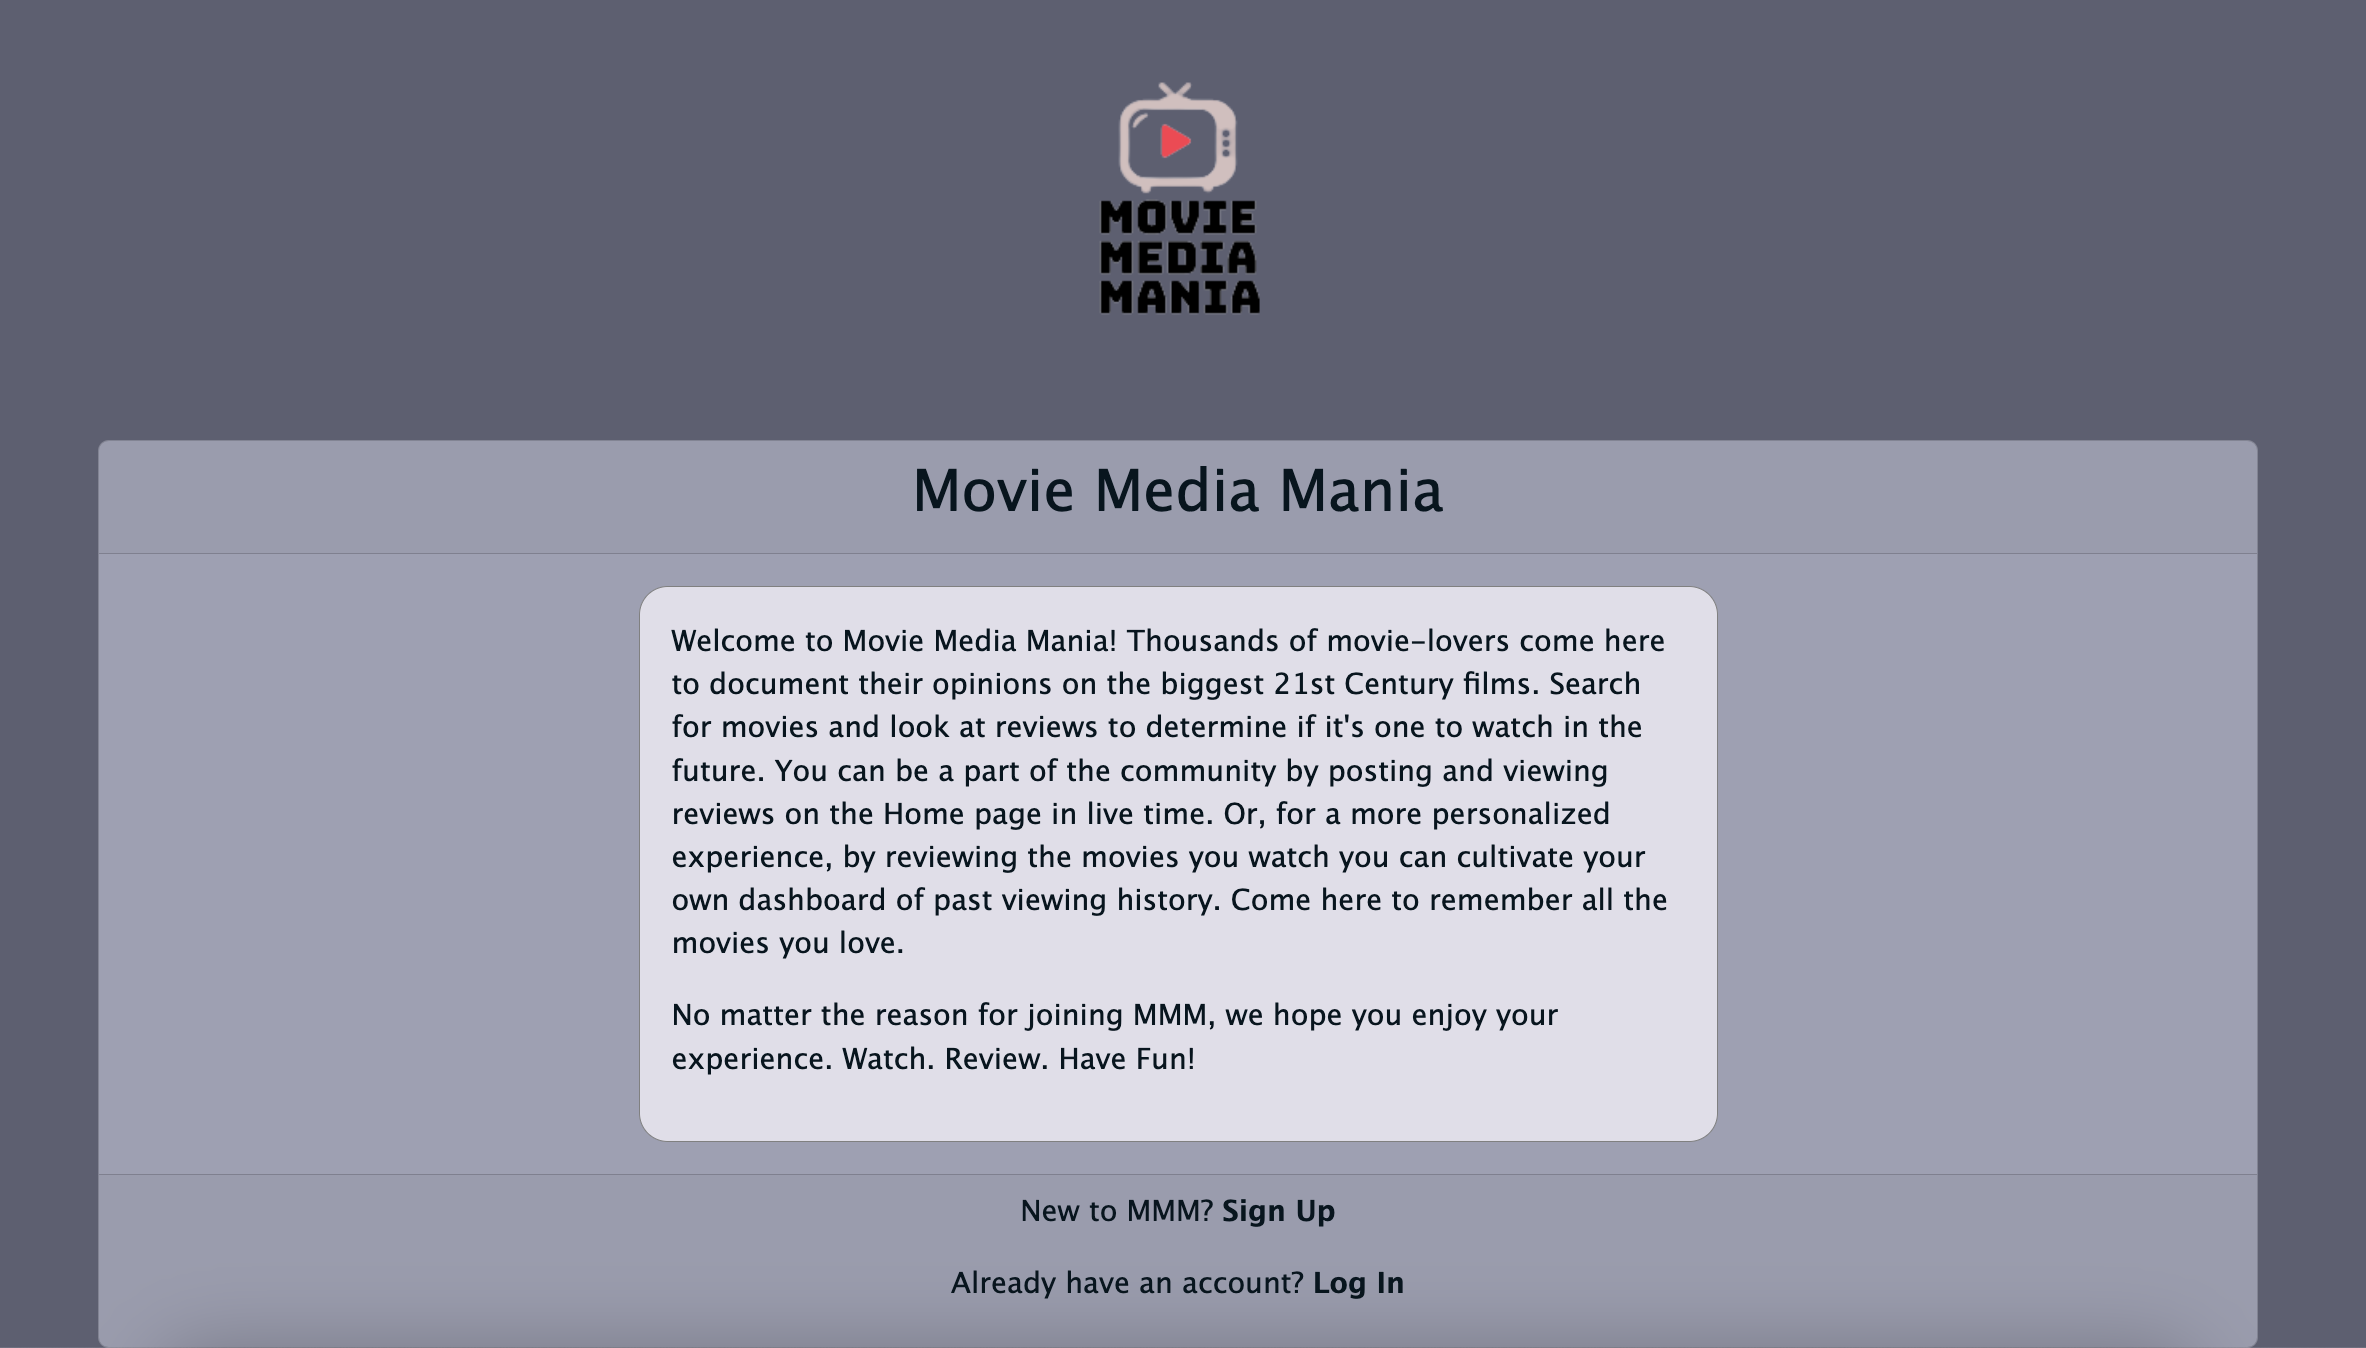 MOVIE
MEDIA
MANIA
Movie Media Mania
Welcome to Movie Media Mania! Thousands of movie-lovers come here
to document their opinions on the biggest 21st Century films. Search
for movies and look at reviews to determine if it's one to watch in the
future. You can be a part of the community by posting and viewing
reviews on the Home page in live time. Or, for a more personalized
experience, by reviewing the movies you watch you can cultivate your
own dashboard of past viewing history. Come here to remember all the
movies you love.
No matter the reason for joining MMM, we hope you enjoy your
experience. Watch. Review. Have Fun!
New to MMM? Sign Up
Already have an account? Log In